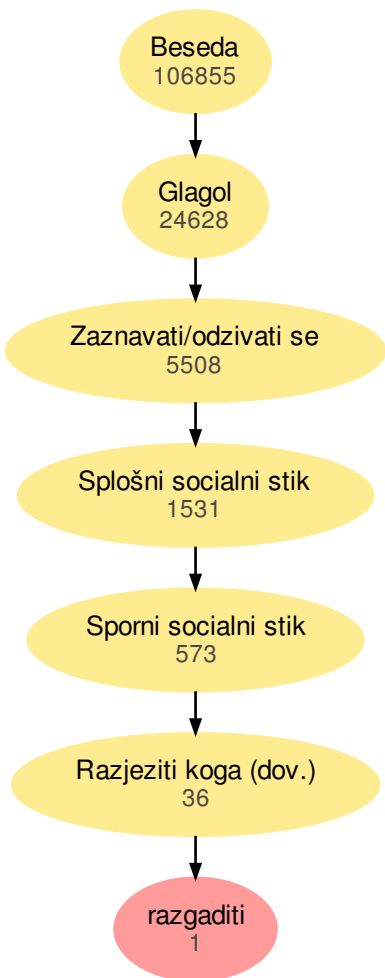 Beseda
106855
Glagol
24628
Zaznavati/odzivati se
5508
Splošni socialni stik
1531
Sporni socialni stik
573
Razjeziti koga (dov.)
36
razgaditi
1